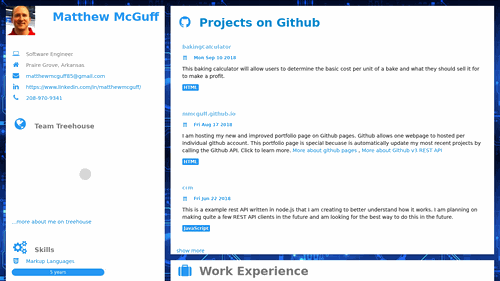 Matthew McGuff
Software Engineer
Praire Grove, Arkansas
matthewmcguff85@gmail.com
https://www.linkedin.com/in/matthewmcguff/
208-970-9341
Team Treehouse
...more about me on treehouse
Skills
Markup Languages
5 years
Projects on Github
bakingcalculator
Mon Sep 10 2018
This baking calculator will allow users to determine the basic cost per unit of a bake and what they should sell it for
to make a profit.
HTML
mmcguff.github.io
Fri Aug 17 2018
I am hosting my new and improved portfolio page on Github pages. Github allows one webpage to hosted per
individual github account. This portfolio page is special becuase is automatically update my most recents projects by
calling the Github API. Click to learn more. More about github pages , More about Github v3 REST API
HTML
crm
Fri Jun 22 2018
This is a example rest API written in node.js that I am creating to better understand how it works. I am planning on
making quite a few REST API clients in the future and am looking for the best way to do this in the future.
JavaScript
show more
Work Experience